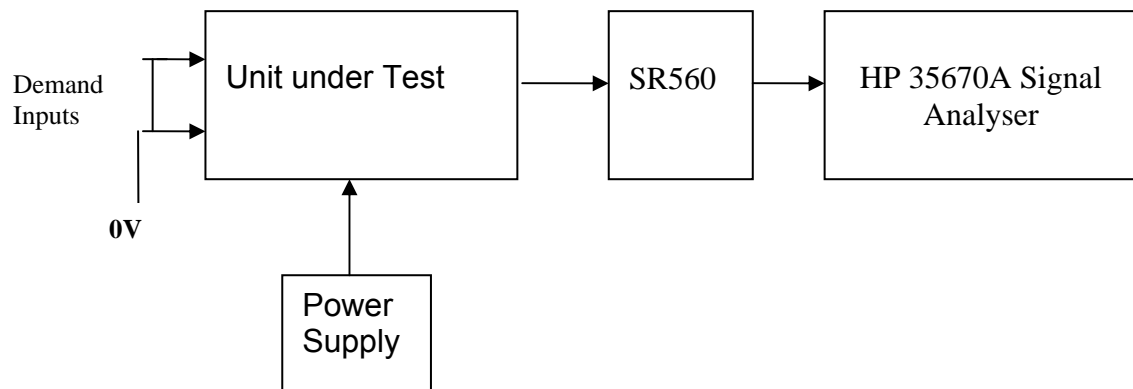 Demand
Inputs
0V
Unit under Test
SR560
HP 35670A Signal
Analyser
Power
Supply